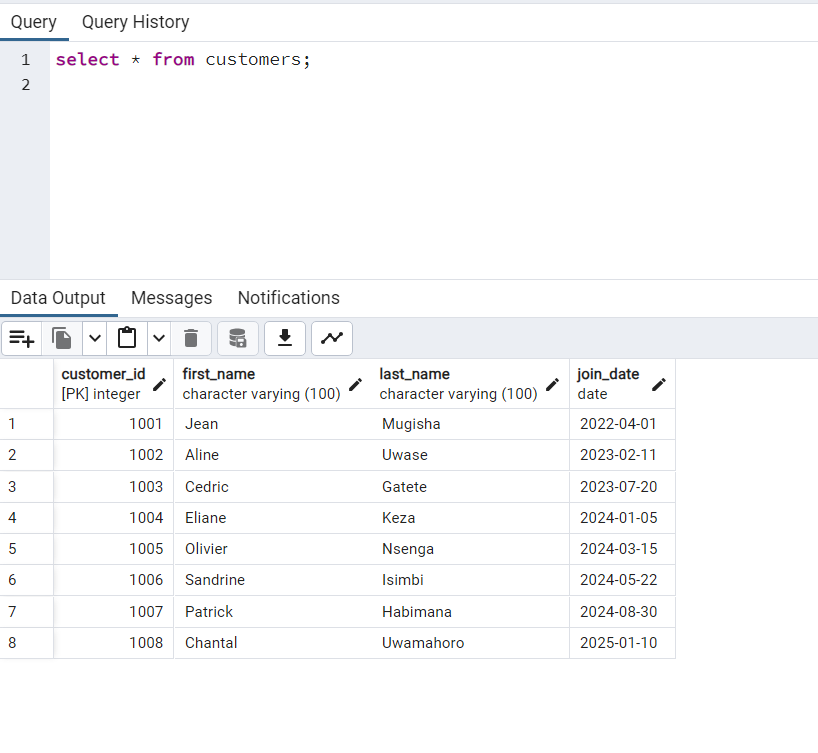 Query Query History
1 select * from customers;
2
Data Output Messages Notifications
customer_id first_name last_name join_date
[PK] integer character varying (100) character varying (100) date
1 1001 Jean Mugisha 2022-04-01
2 1002 Aline Uwase 2023-02-11
3 1003 Cedric Gatete 2023-07-20
4 1004 Eliane Keza 2024-01-05
5 1005 Olivier Nsenga 2024-03-15
6 1006 Sandrine Isimbi 2024-05-22
7 1007 Patrick Habimana 2024-08-30
8 1008 Chantal Uwamahoro 2025-01-10